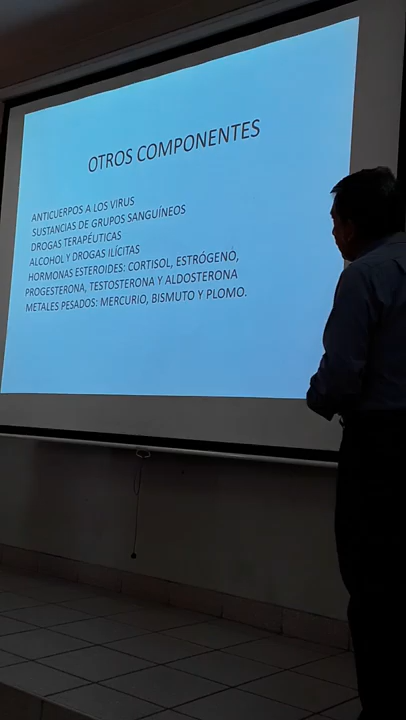 OTROS COMPONENTES
ANTICUERPOS A LOS VIRUS
SUSTANCIAS DE GRUPOS SANGUÍNEOS
DROGAS TERAPÉUTICAS
ALCOHOL Y DROGAS ILÍCITAS
HORMONAS ESTEROIDES: CORTISOL, ESTRÓGENO,
PROGESTERONA, TESTOSTERONA Y ALDOSTERONA
METALES PESADOS: MERCURIO, BISMUTO Y PLOMO.